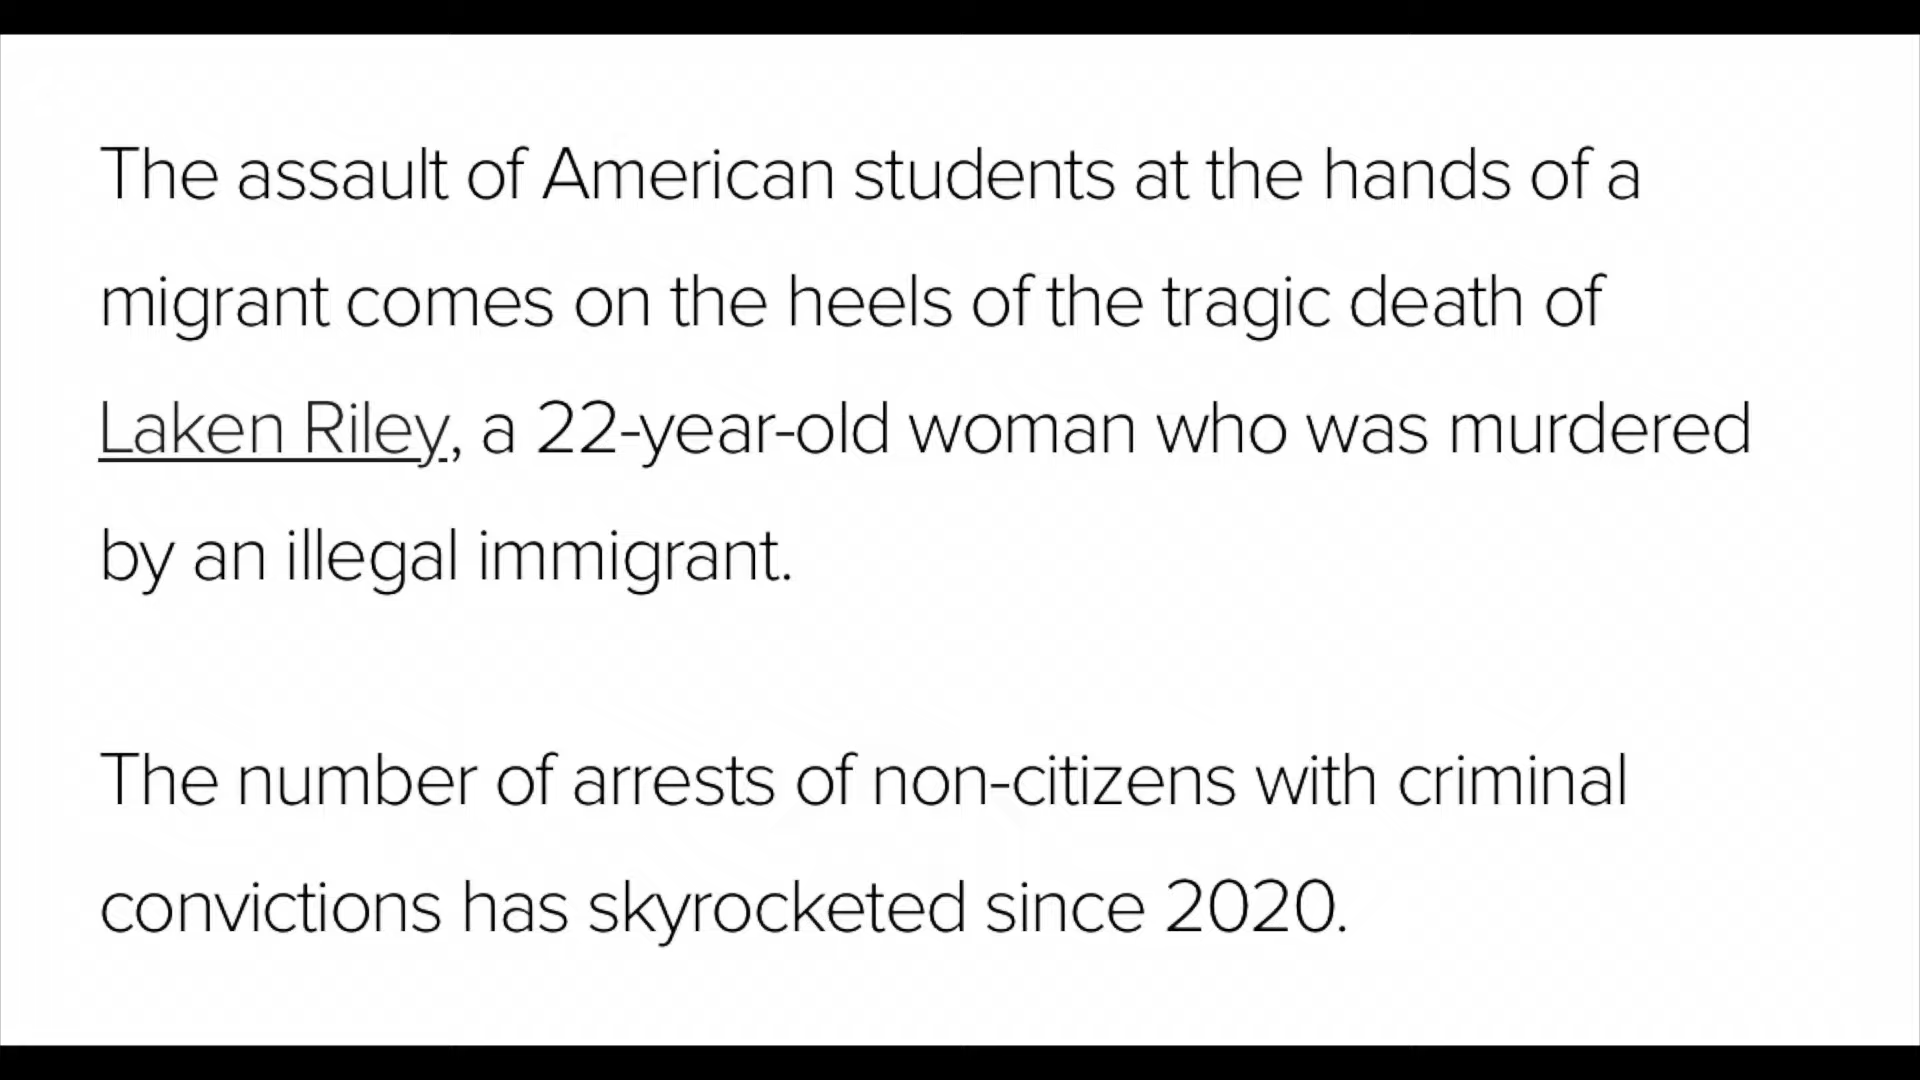 The assault of American students at the hands of a
migrant comes on the heels of the tragic death of
Laken Riley, a 22-year-old woman who was murdered
by an illegal immigrant.
The number of arrests of non-citizens with criminal
convictions has skyrocketed since 2020.